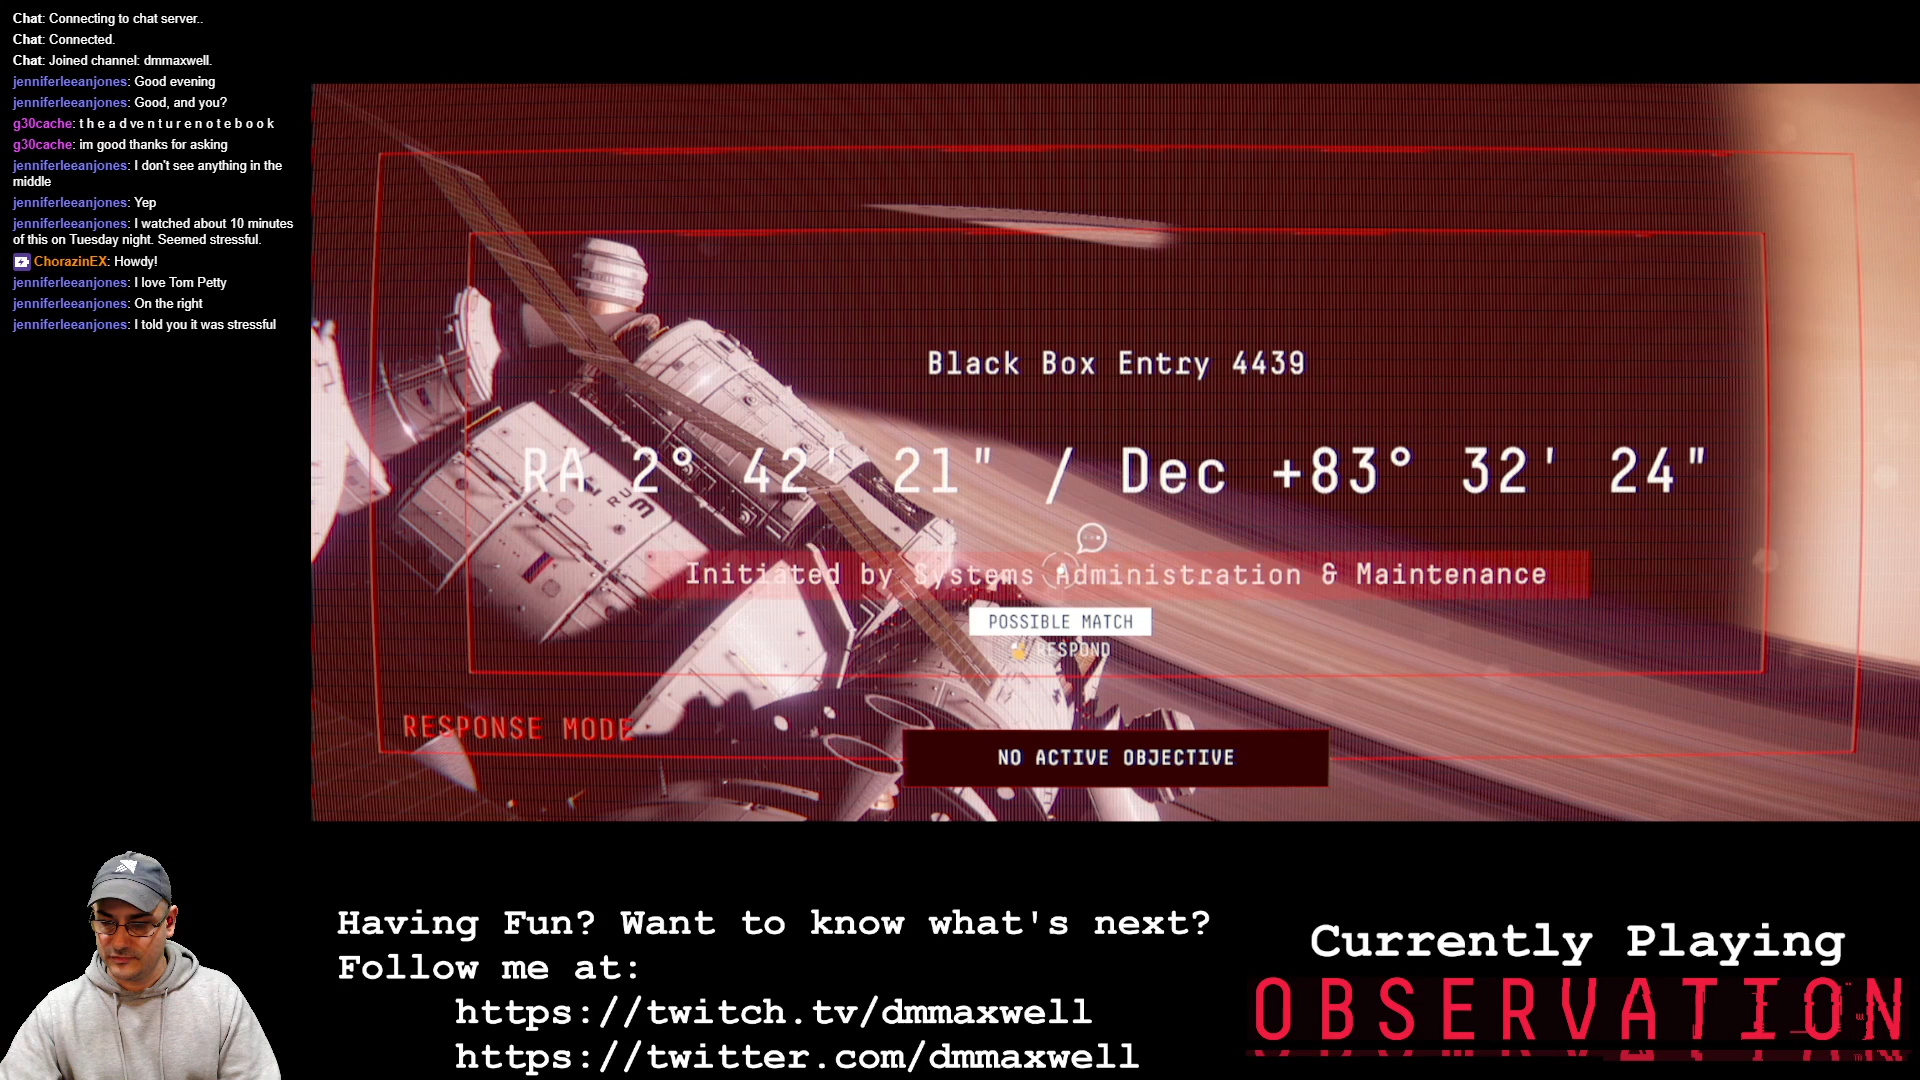 Chat: Connecting to chat server..
Chat: Connected.
Chat: Joined channel: dmmaxwell.
jenniferleeanjones: Good evening
jenniferleeanjones: Good, and you?
g30cache: t h e a d v e n t u r e n o t e b o o k
g30cache: im good thanks for asking
jenniferleeanjones: I don't see anything in the
middle
jenniferleeanjones: Yep
jenniferleeanjones: I watched about 10 minutes
of this on Tuesday night. Seemed stressful.
ChorazinEX: Howdy!
jenniferleeanjones: I love Tom Petty
jenniferleeanjones: On the right
jenniferleeanjones: I told you it was stressful
Black Box Entry 4439
RA 2° 42' 21" / Dec +83° 32' 24"
Initiated by Systems Administration & Maintenance
POSSIBLE MATCH
RESPOND
RESPONSE MODE
NO ACTIVE OBJECTIVE
Having Fun? Want to know what's next?
Follow me at:
https://twitch.tv/dmmaxwell
https://twitter.com/dmmaxwell
Currently Playing
OBSERVATION